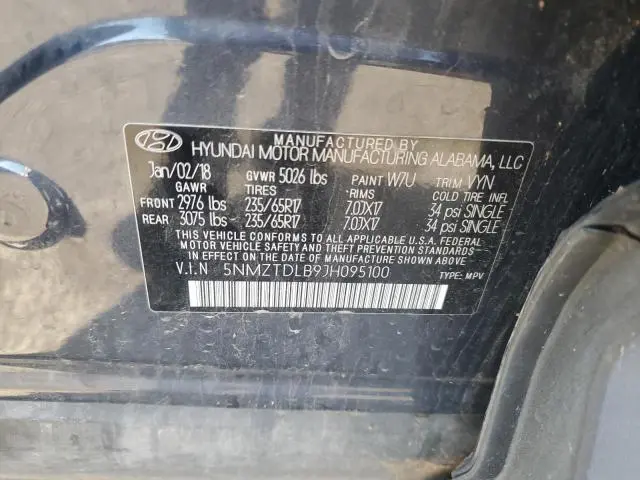 MANUFACTURED BY
HYUNDAI MOTOR MANUFACTURING ALABAMA, LLC
Jan/02/18 GVWR 5026 lbs PAINT W7U TRIM VYN
GAWR TIRES RIMS COLD TIRE INFL
FRONT 2976 lbs - 235/65R17 7.0JX17 34 psi SINGLE
REAR 3075 lbs - 235/65R17 7.0JX17 34 psi SINGLE
THIS VEHICLE CONFORMS TO ALL APPLICABLE U.S.A. FEDERAL
MOTOR VEHICLE SAFETY AND THEFT PREVENTION STANDARDS
IN EFFECT ON THE DATE OF MANUFACTURE SHOWN ABOVE
V.I.N 5NMZTDLB9JH095100 TYPE: MPV